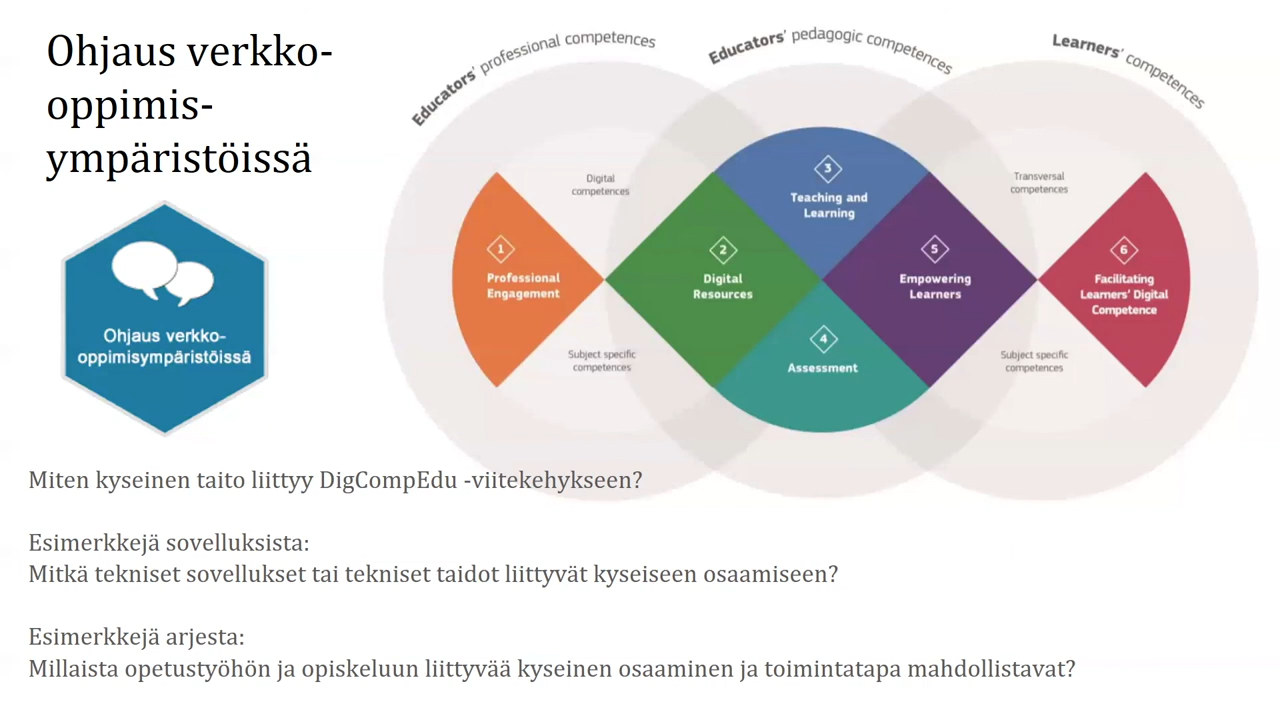 Ohjaus verkko-
oppimis-
ympäristöissä
Ohjaus verkko-
oppimisympäristöissä
Educators' professional competences
Educators' pedagogic competences
Learners' competences
Digital
competences
Transversal
competences
1
Professional
Engagement
2
Digital
Resources
3
Teaching and
Learning
4
Assessment
5
Empowering
Learners
6
Facilitating
Learners' Digital
Competence
Subject specific
competences
Subject specific
competences
Miten kyseinen taito liittyy DigCompEdu -viitekehykseen?
Esimerkkejä sovelluksista:
Mitkä tekniset sovellukset tai tekniset taidot liittyvät kyseiseen osaamiseen?
Esimerkkejä arjesta:
Millaista opetustyöhön ja opiskeluun liittyvää kyseinen osaaminen ja toimintatapa mahdollistavat?